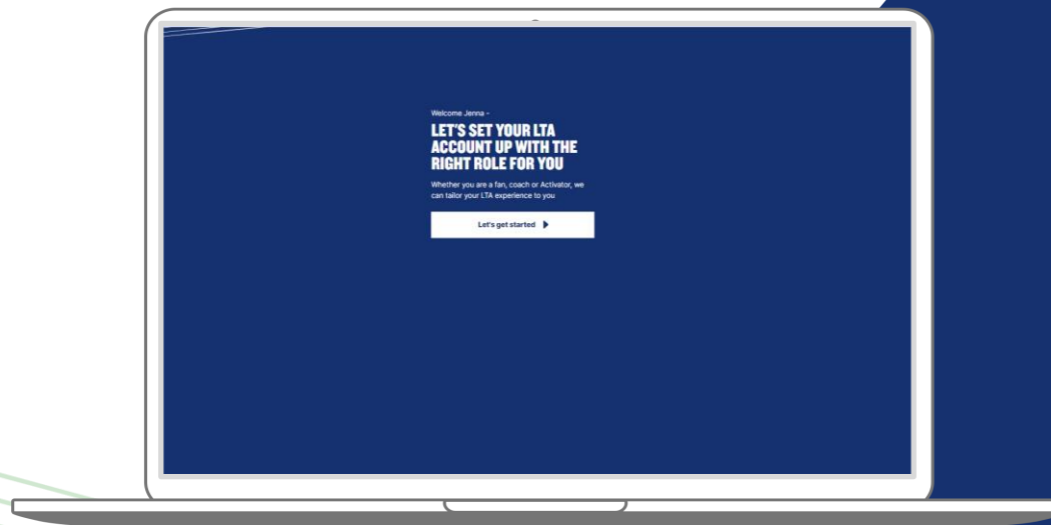 Welcome Jenna -
LET'S SET YOUR LTA
ACCOUNT UP WITH THE
RIGHT ROLE FOR YOU
Whether you are a fan, coach or Activator, we
can tailor your LTA experience to you
Let's get started